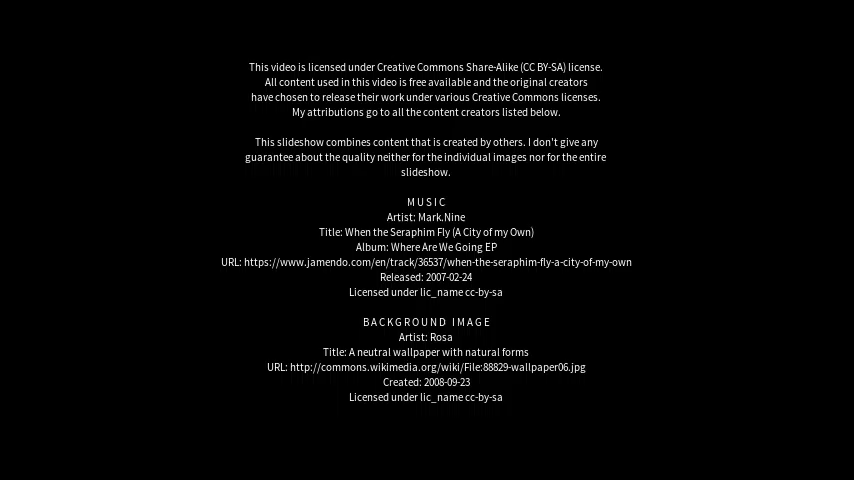 This video is licensed under Creative Commons Share-Alike (CC BY-SA) license.
All content used in this video is free available and the original creators
have chosen to release their work under various Creative Commons licenses.
My attributions go to all the content creators listed below.
This slideshow combines content that is created by others. I don't give any
guarantee about the quality neither for the individual images nor for the entire
slideshow.
MUSIC
Artist: Mark.Nine
Title: When the Seraphim Fly (A City of my Own)
Album: Where Are We Going EP
URL: https://www.jamendo.com/en/track/36537/when-the-seraphim-fly-a-city-of-my-own
Released: 2007-02-24
Licensed under lic_name cc-by-sa
BACKGROUND IMAGE
Artist: Rosa
Title: A neutral wallpaper with natural forms
URL: http://commons.wikimedia.org/wiki/File:88829-wallpaper06.jpg
Created: 2008-09-23
Licensed under lic_name cc-by-sa